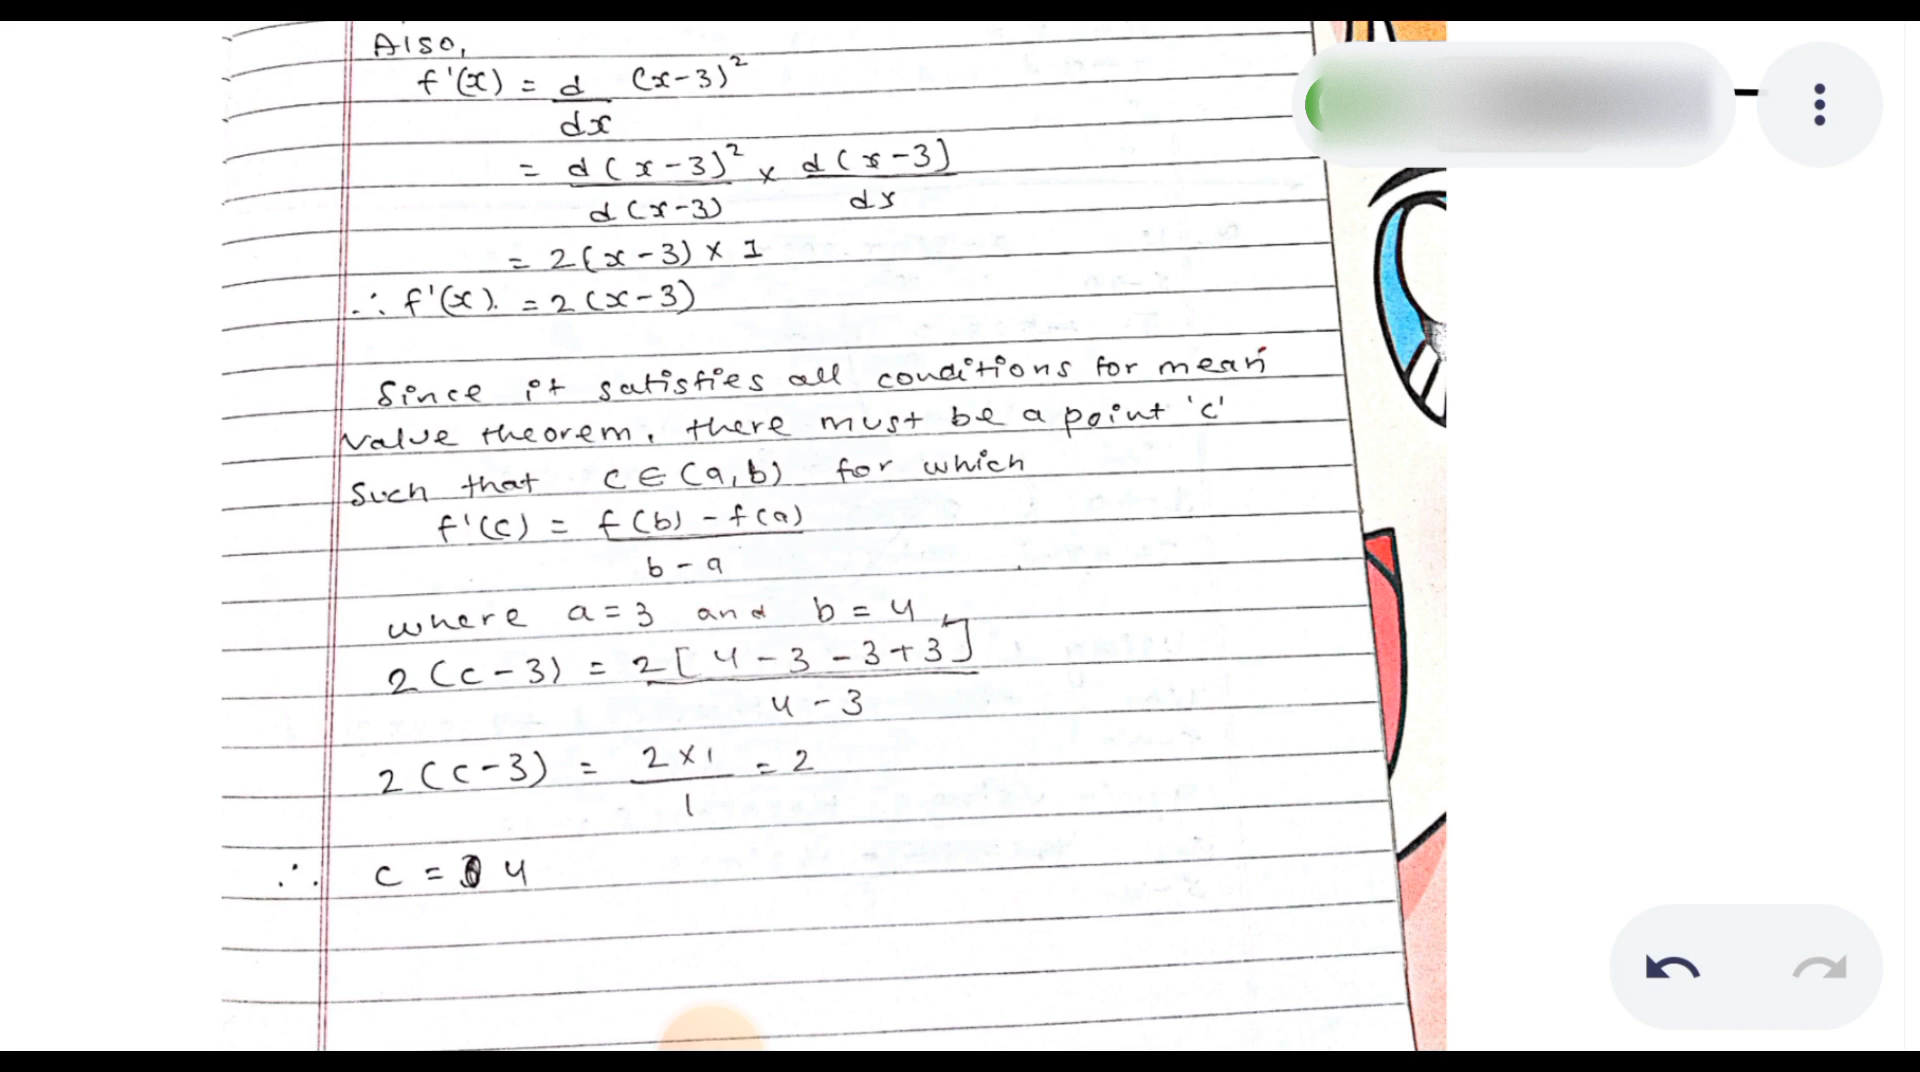 Also,
f'(x) = d/dx (x-3)²
= d(x-3)²/d(x-3) × d(x-3)/dx
= 2(x-3) × 1
∴ f'(x). = 2(x-3)
Since it satisfies all conditions for mean
value theorem, there must be a point 'c'
such that c ∈ (a,b) for which
f'(c) = f(b) - f(a)/b - a
where a = 3 and b = 4
2(c-3) = 2[4-3-3+3]/4-3
2(c-3) = 2×1/1 = 2
∴ c = 4